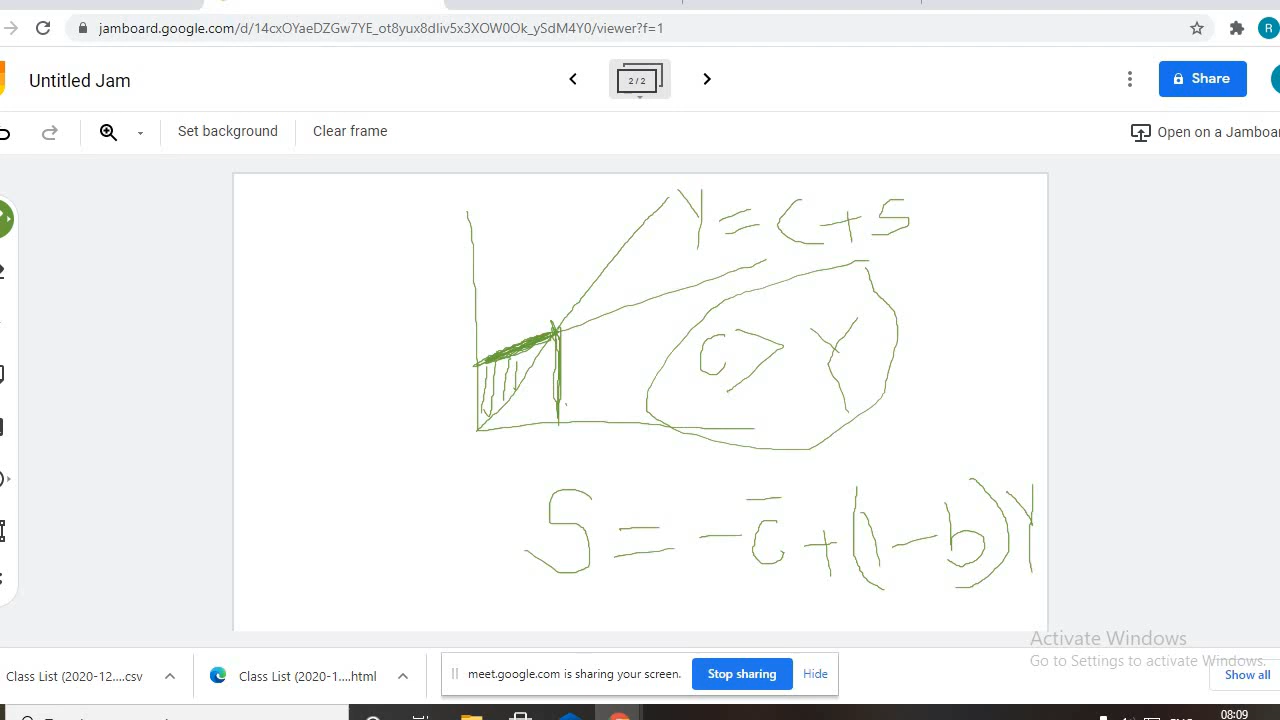 jamboard.google.com/d/14cxOYaeDZGw7YE_ot8yux8dIiv5x3XOW0Ok_ySdM4Y0/viewer?f=1
R
Untitled Jam
2 / 2
Share
Set background
Clear frame
Open on a Jamboar
Y = C + S
C > Y
S = - c̄ + (1 - b) Y
Activate Windows
Go to Settings to activate Windows.
Class List (2020-12....csv
Class List (2020-1....html
meet.google.com is sharing your screen.
Stop sharing
Hide
Show all
08:09